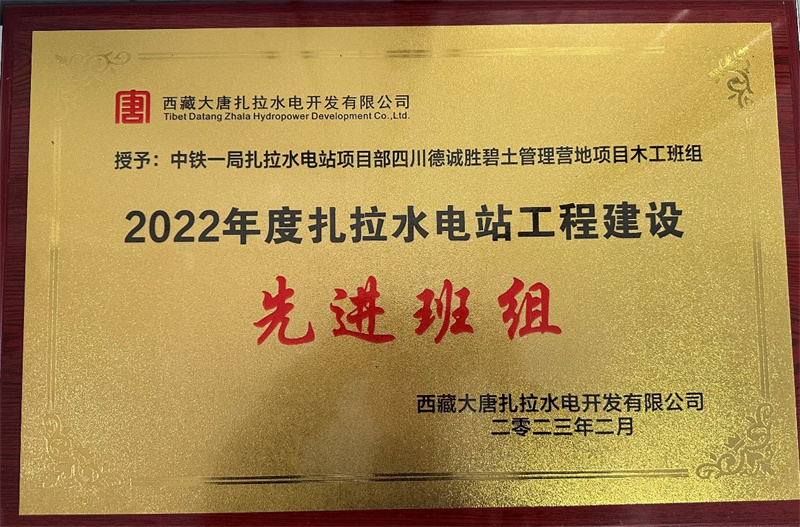 唐
西藏大唐扎拉水电开发有限公司
Tibet Datang Zhala Hydropower Development Co.,Ltd.
授予：中铁一局扎拉水电站项目部四川德诚胜碧土管理营地项目木工班组
2022年度扎拉水电站工程建设
先进班组
西藏大唐扎拉水电开发有限公司
二零二三年二月